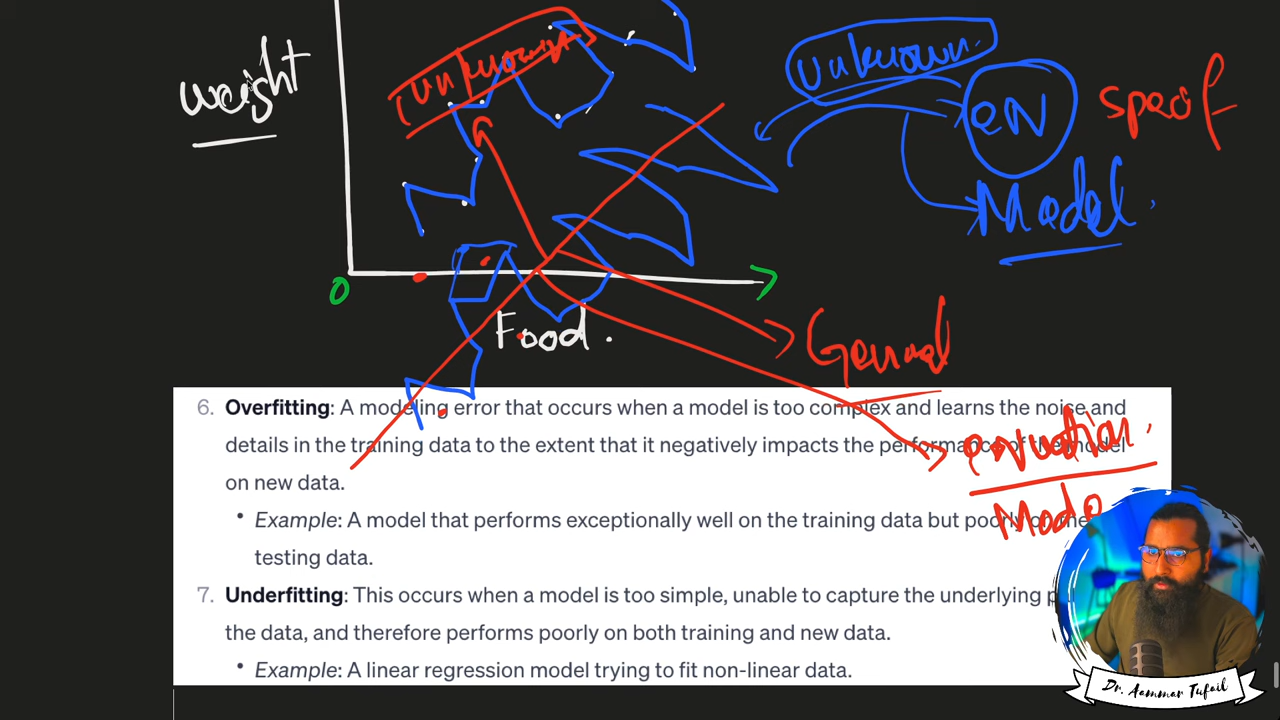 weight
unknown
unknown.
eN
specif
Model.
0
Food.
General
Model
6. Overfitting: A modeling error that occurs when a model is too complex and learns the noise and
details in the training data to the extent that it negatively impacts the performance of the model
on new data.
• Example: A model that performs exceptionally well on the training data but poorly on the
testing data.
7. Underfitting: This occurs when a model is too simple, unable to capture the underlying
the data, and therefore performs poorly on both training and new data.
• Example: A linear regression model trying to fit non-linear data.
Dr. Aammar Tufail